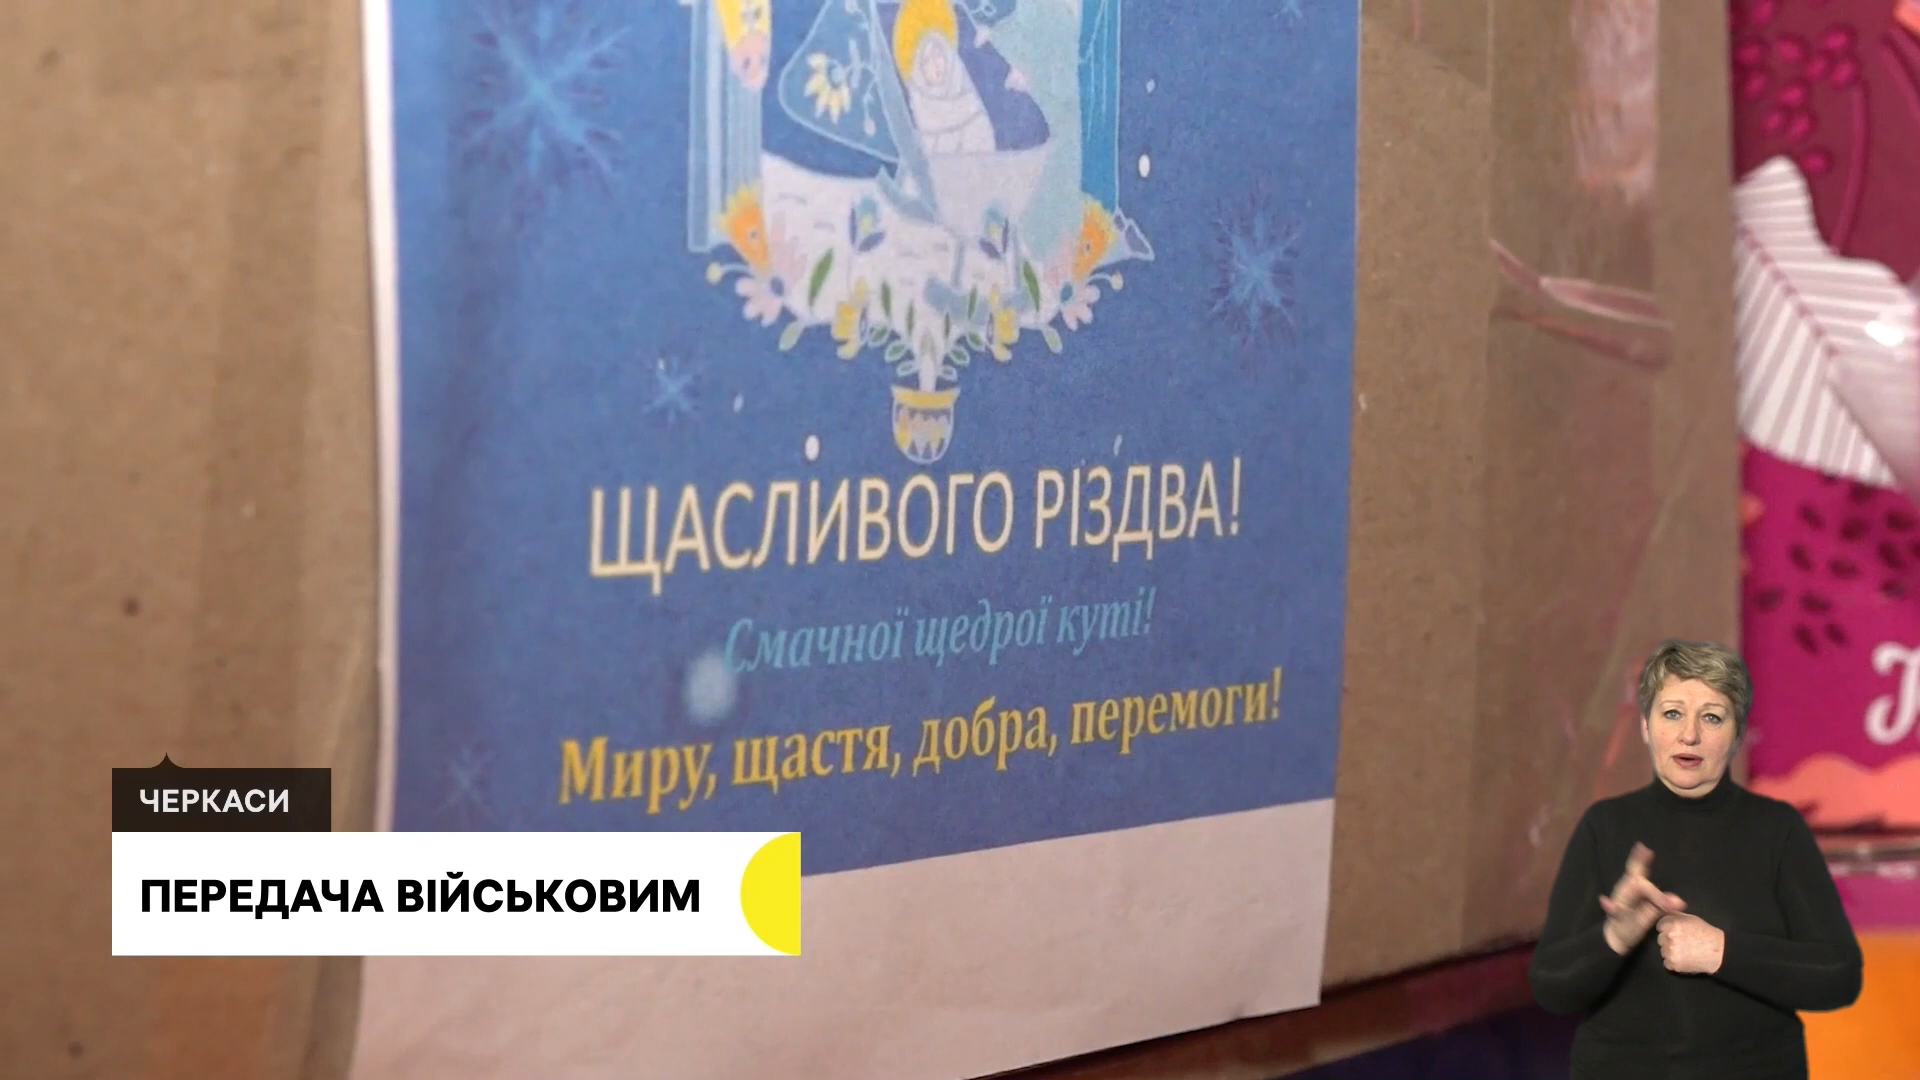 ЩАСЛИВОГО РІЗДВА!
Смачної щедрої куті!
Миру, щастя, добра, перемоги!
ЧЕРКАСИ
ПЕРЕДАЧА ВІЙСЬКОВИМ